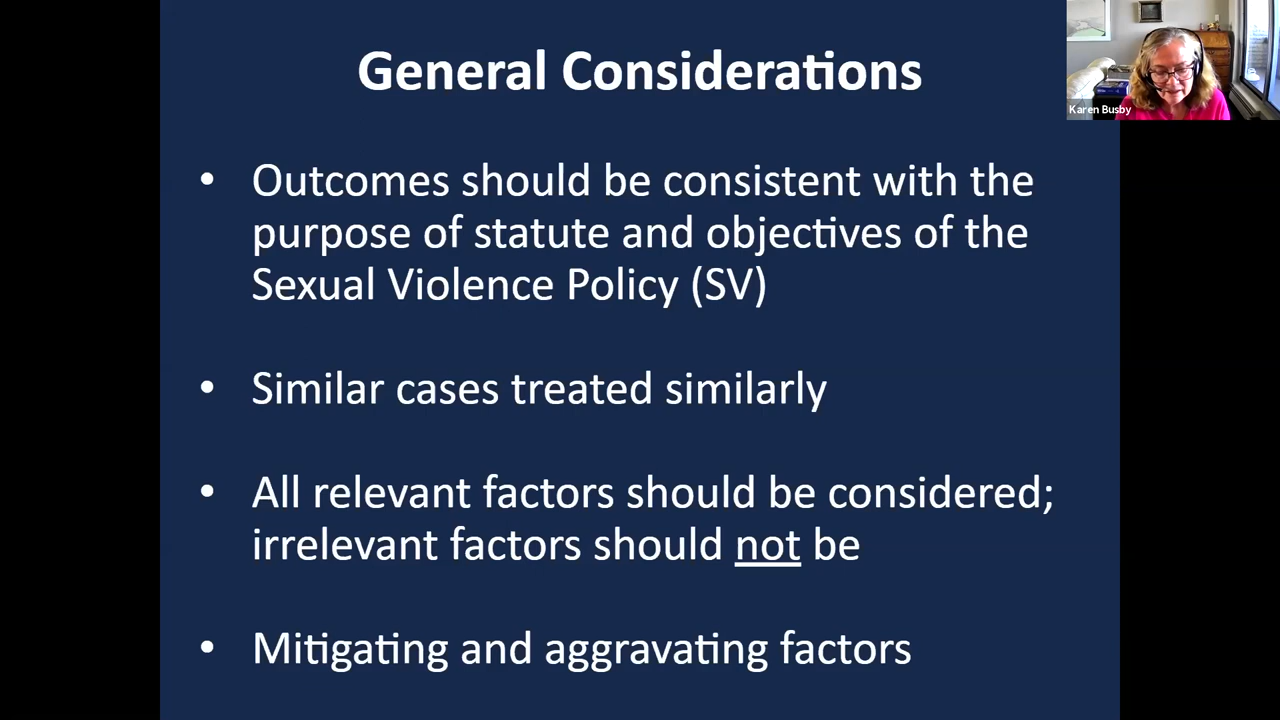 General Considerations
Karen Busby
• Outcomes should be consistent with the
purpose of statute and objectives of the
Sexual Violence Policy (SV)
• Similar cases treated similarly
• All relevant factors should be considered;
irrelevant factors should not be
• Mitigating and aggravating factors